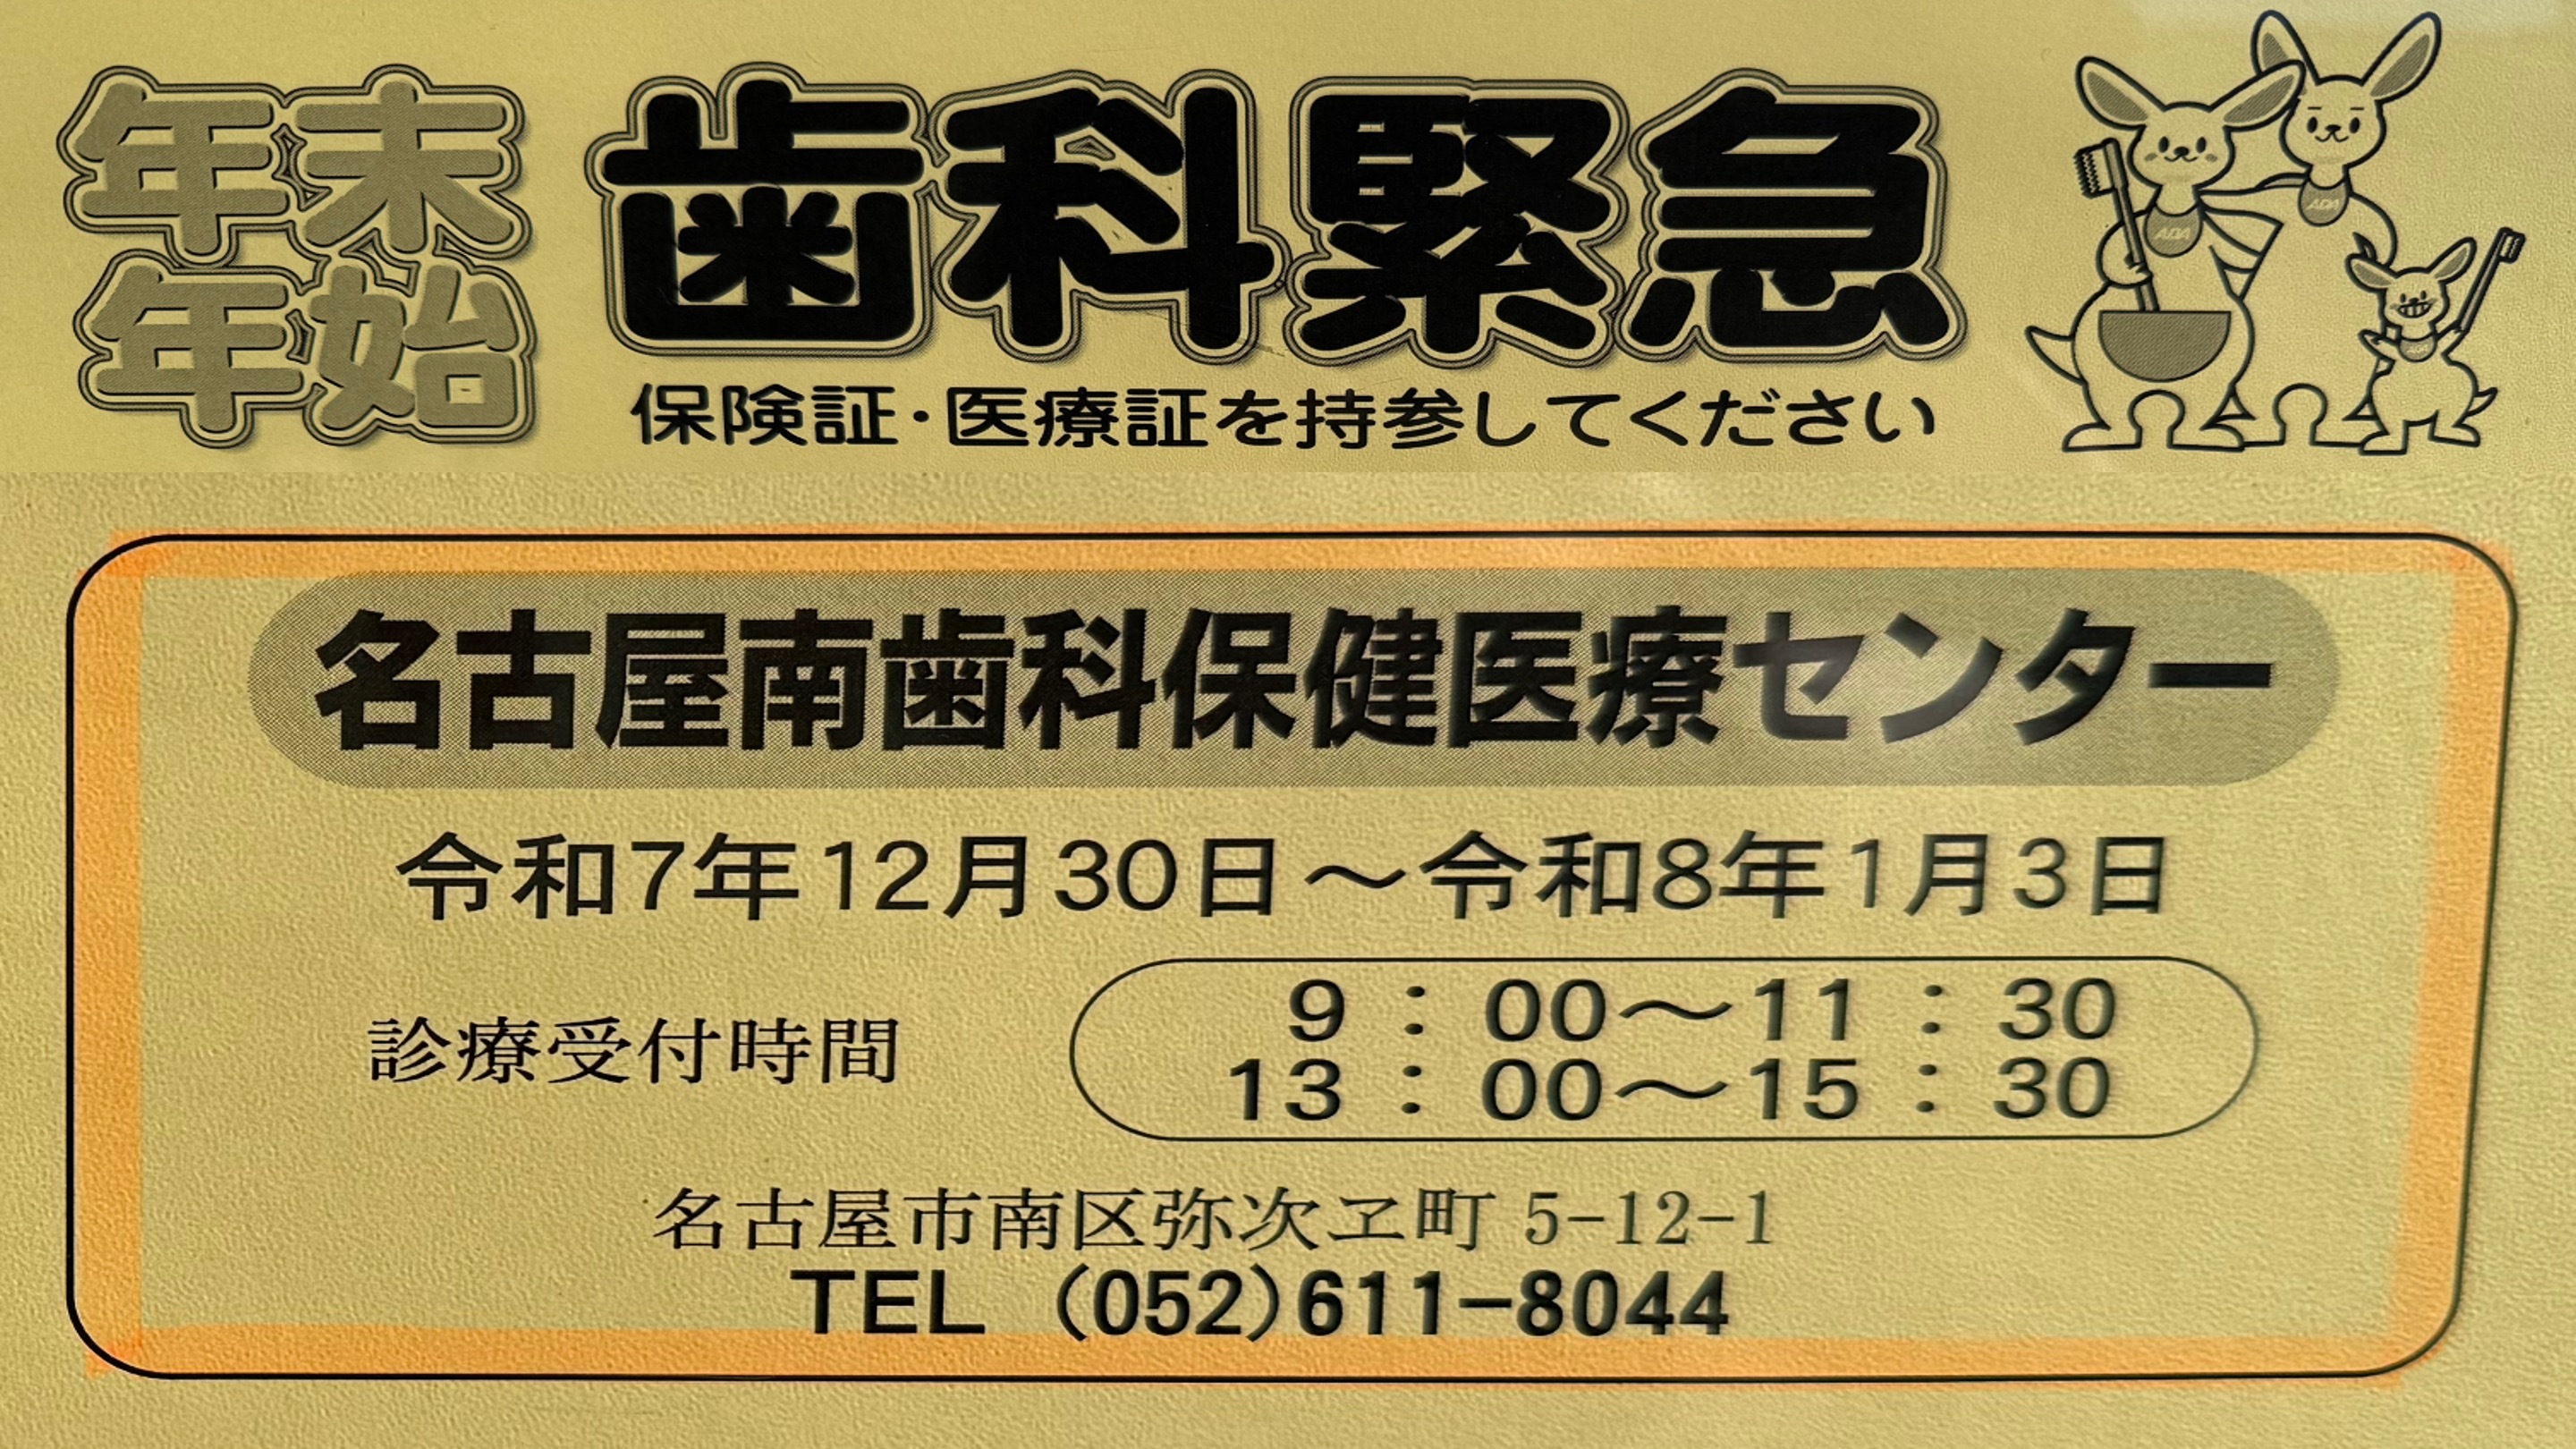 年末年始 歯科緊急
保険証・医療証を持参してください
ADA ADA
名古屋南歯科保健医療センター
令和7年12月30日～令和8年1月3日
診療受付時間
9：00～11：30
13：00～15：30
名古屋市南区弥次ヱ町 5-12-1
TEL (052)611-8044